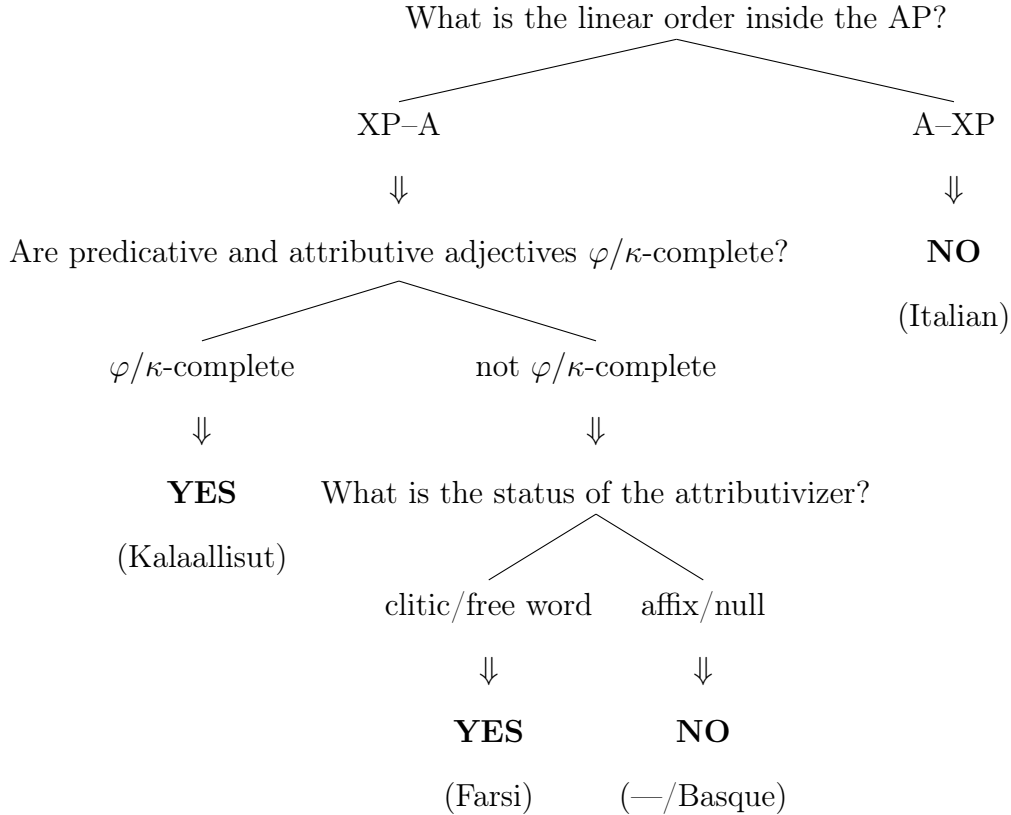 What is the linear order inside the AP?
XP–A A–XP
⇓ ⇓
Are predicative and attributive adjectives φ/κ-complete? NO
(Italian)
φ/κ-complete not φ/κ-complete
⇓ ⇓
YES What is the status of the attributivizer?
(Kalaallisut)
clitic/free word affix/null
⇓ ⇓
YES NO
(Farsi) (—/Basque)